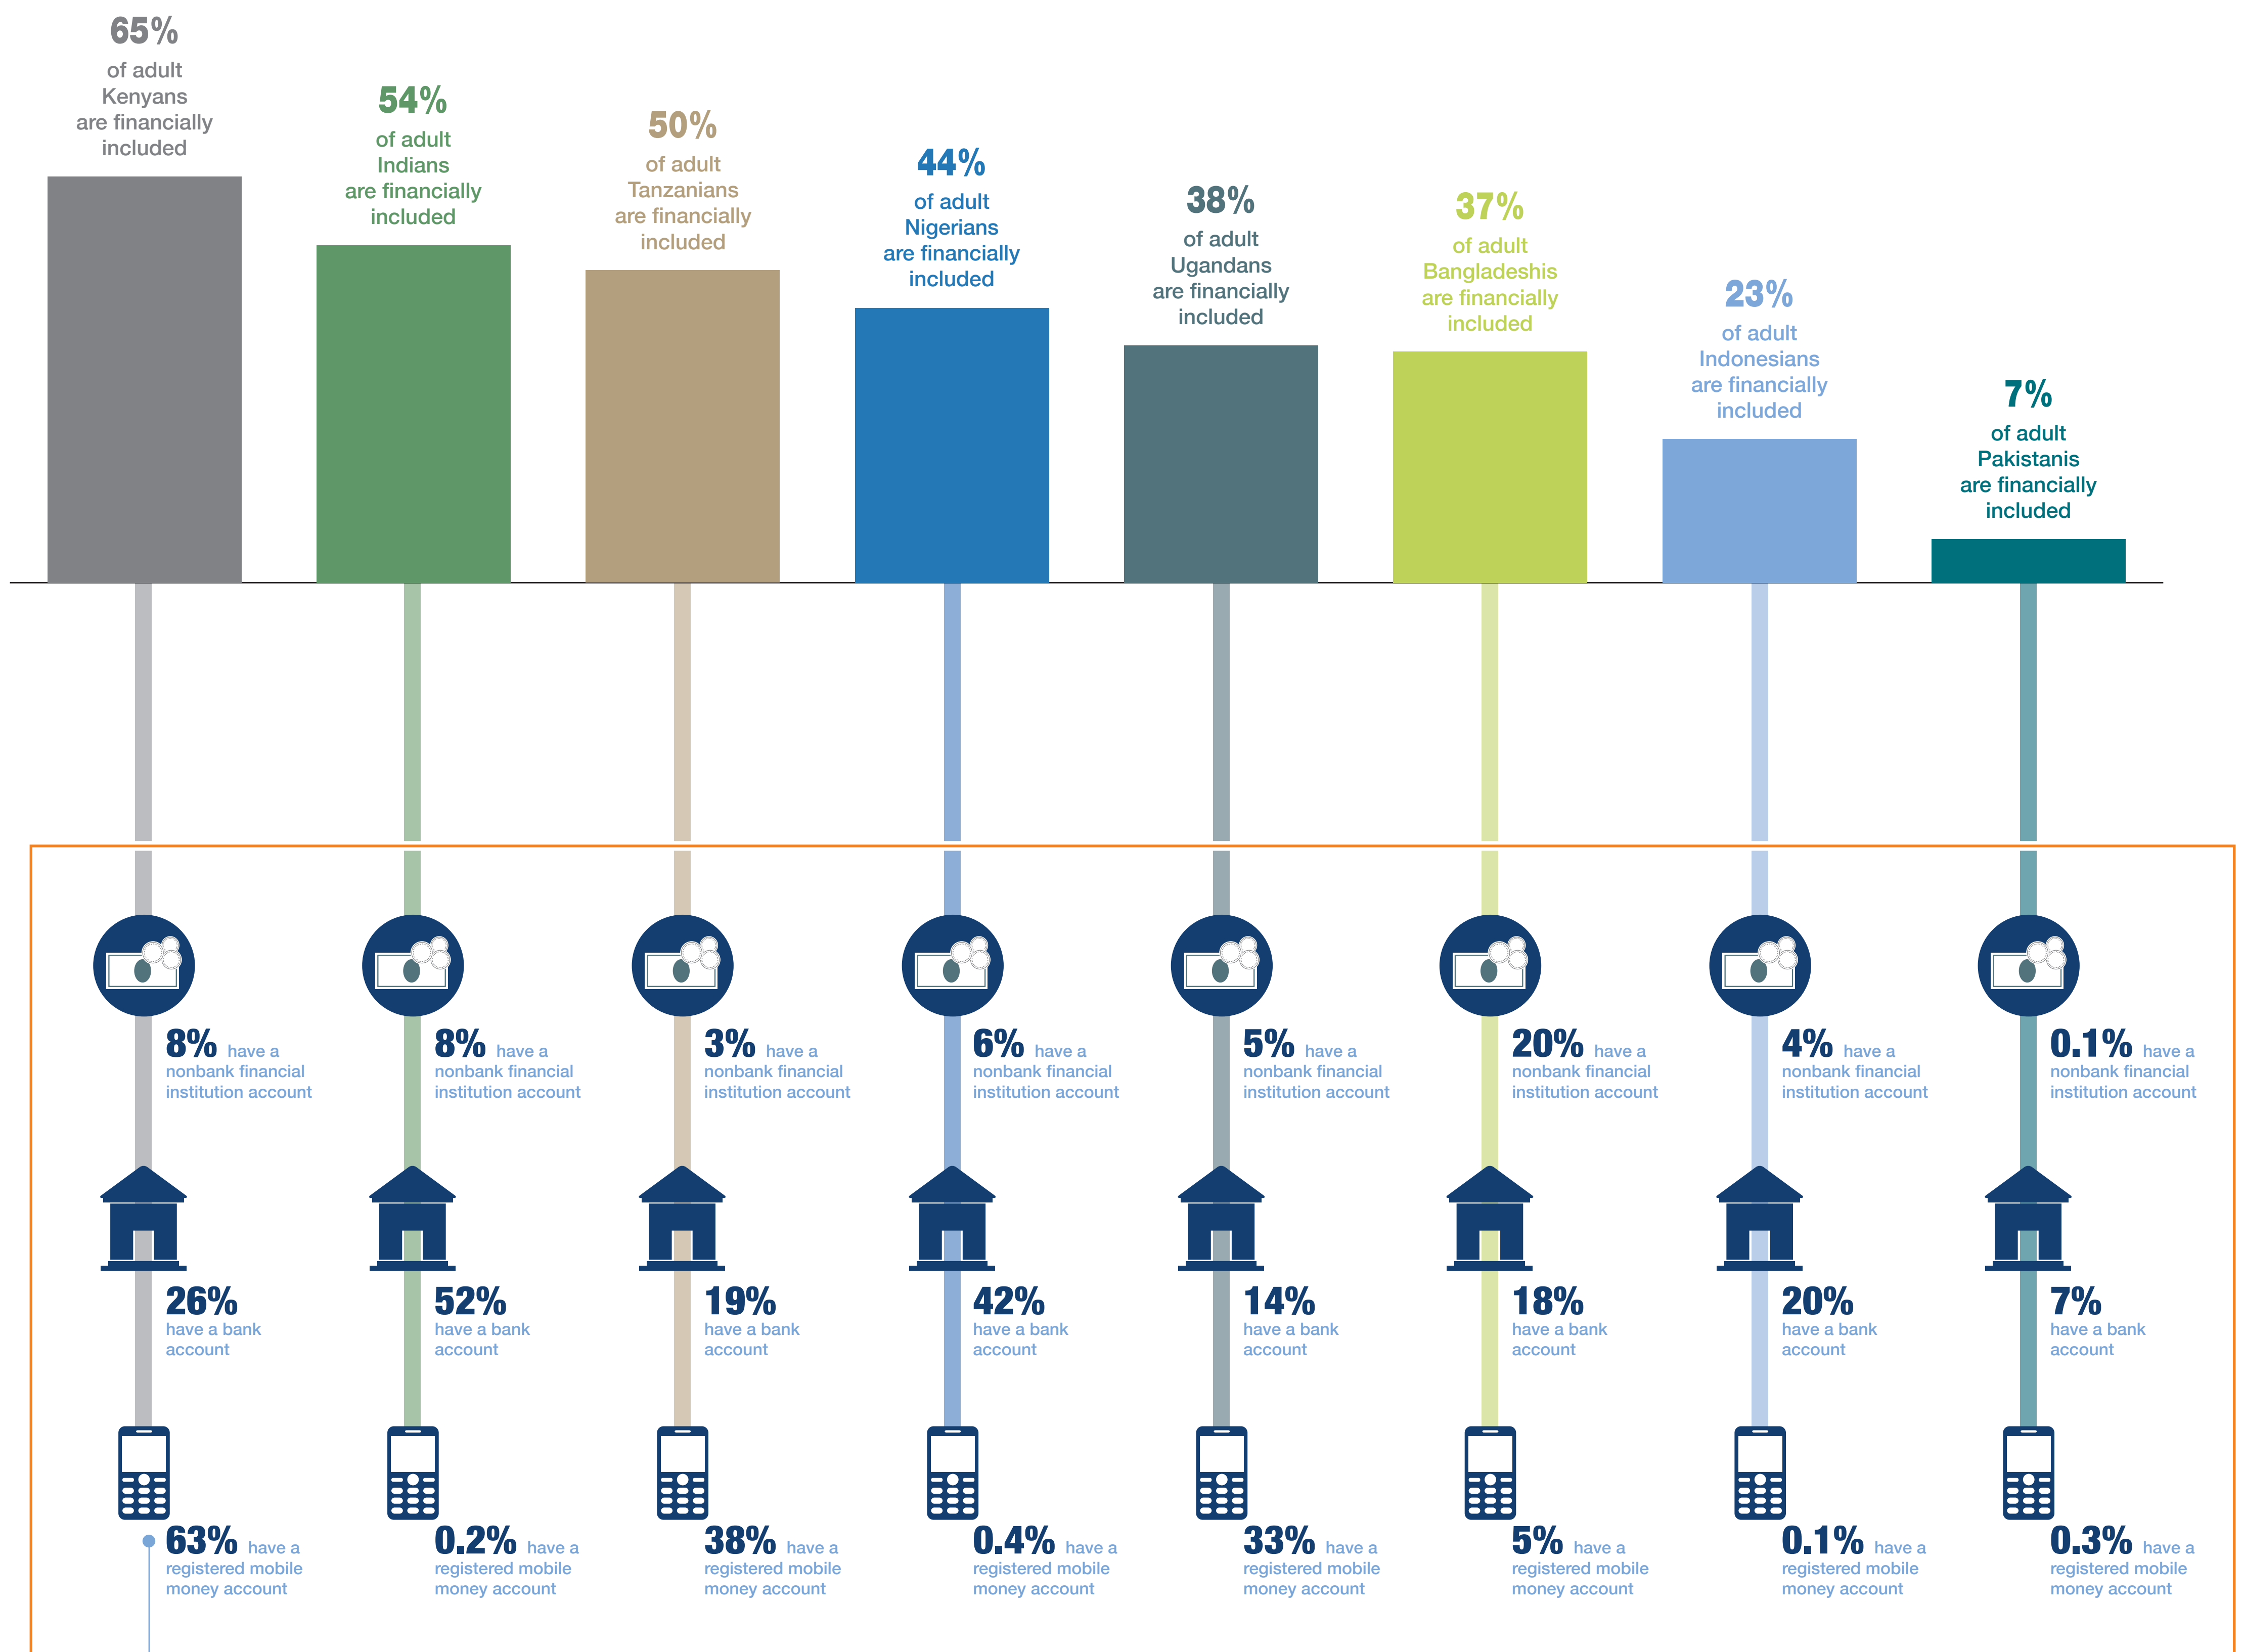 65%
of adult
Kenyans
are financially
included
54%
of adult
Indians
are financially
included
50%
of adult
Tanzanians
are financially
included
44%
of adult
Nigerians
are financially
included
38%
of adult
Ugandans
are financially
included
37%
of adult
Bangladeshis
are financially
included
23%
of adult
Indonesians
are financially
included
7%
of adult
Pakistanis
are financially
included
8% have a
nonbank financial
institution account
8% have a
nonbank financial
institution account
3% have a
nonbank financial
institution account
6% have a
nonbank financial
institution account
5% have a
nonbank financial
institution account
20% have a
nonbank financial
institution account
4% have a
nonbank financial
institution account
0.1% have a
nonbank financial
institution account
26%
have a bank
account
52%
have a bank
account
19%
have a bank
account
42%
have a bank
account
14%
have a bank
account
18%
have a bank
account
20%
have a bank
account
7%
have a bank
account
63% have a
registered mobile
money account
0.2% have a
registered mobile
money account
38% have a
registered mobile
money account
0.4% have a
registered mobile
money account
33% have a
registered mobile
money account
5% have a
registered mobile
money account
0.1% have a
registered mobile
money account
0.3% have a
registered mobile
money account